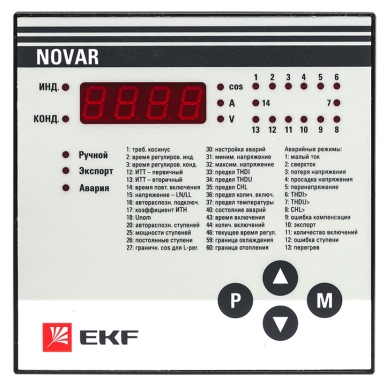 NOVAR
1 2 3 4 5 6
ИНД. cos
8888 A 14 7
КОНД. V
13 12 11 10 9 8
Ручной
Экспорт
Авария
1: треб. косинус
2: время регулиров. инд.
3: время регулиров. конд.
12: ИТТ – первичный
13: ИТТ – вторичный
14: время повт. включения
15: напряжение – LN/LL
16: автораспозн. подключ.
17: коэффициент ИТН
18: Unom
20: автораспозн. ступеней
25: мощности ступеней
26: постоянные ступени
27: граничн. cos для L-рег.
30: настройка аварий
31: миним. напряжение
32: максим. напряжение
33: предел THDI
34: предел THDU
35: предел CHL
36: предел колич. включ.
37: предел температуры
40: состояние аварий
43: время включения
44: колич. включений
46: текущее время регул.
59: граница охлаждения
60: граница отопления
Аварийные режимы:
1: малый ток
2: сверхток
3: потеря напряжения
4: просадка напряжения
5: перенапряжение
6: THDI>
7: THDU>
8: CHL>
9: ошибка компенсации
10: экспорт
11: количество включений
12: ошибка ступени
13: перегрев
P M
EKF